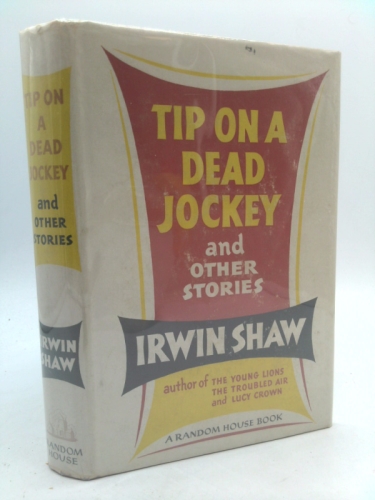 TIP ON
A
DEAD
JOCKEY
and
OTHER
STORIES
IRWIN
SHAW
RANDOM
HOUSE
TIP ON A
DEAD
JOCKEY
and
OTHER
STORIES
IRWIN SHAW
author of THE YOUNG LIONS
THE TROUBLED AIR
and LUCY CROWN
A RANDOM HOUSE BOOK